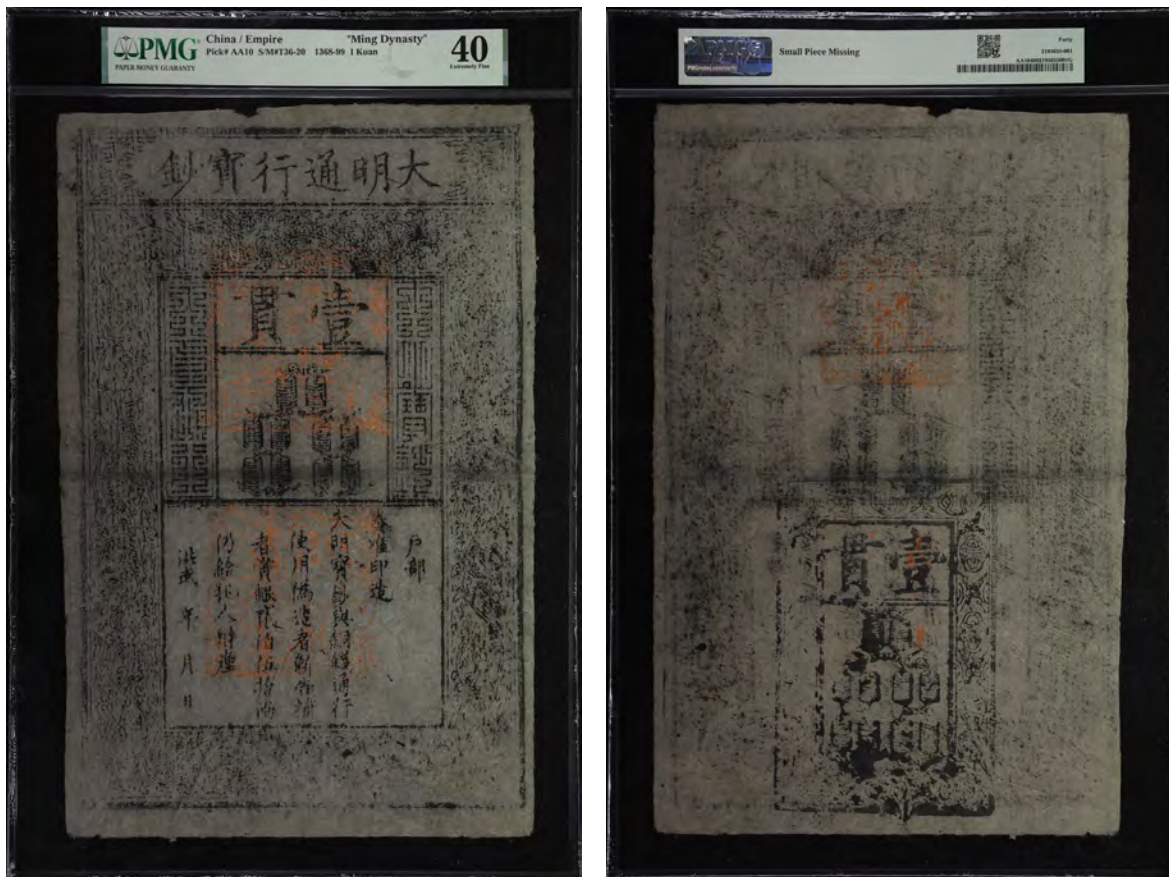 PMG
PAPER MONEY GUARANTY
China / Empire "Ming Dynasty"
Pick# AA10 S/M#T36-20 1368-99 1 Kuan
40
Extremely Fine
大明通行寶鈔
壹貫
戶部
奏准印造
大明寶鈔與銅錢通行
使用偽造者斬告捕
者賞銀貳伯伍拾兩
仍給犯人財產
洪武 年 月 日
Small Piece Missing
Forty
壹貫